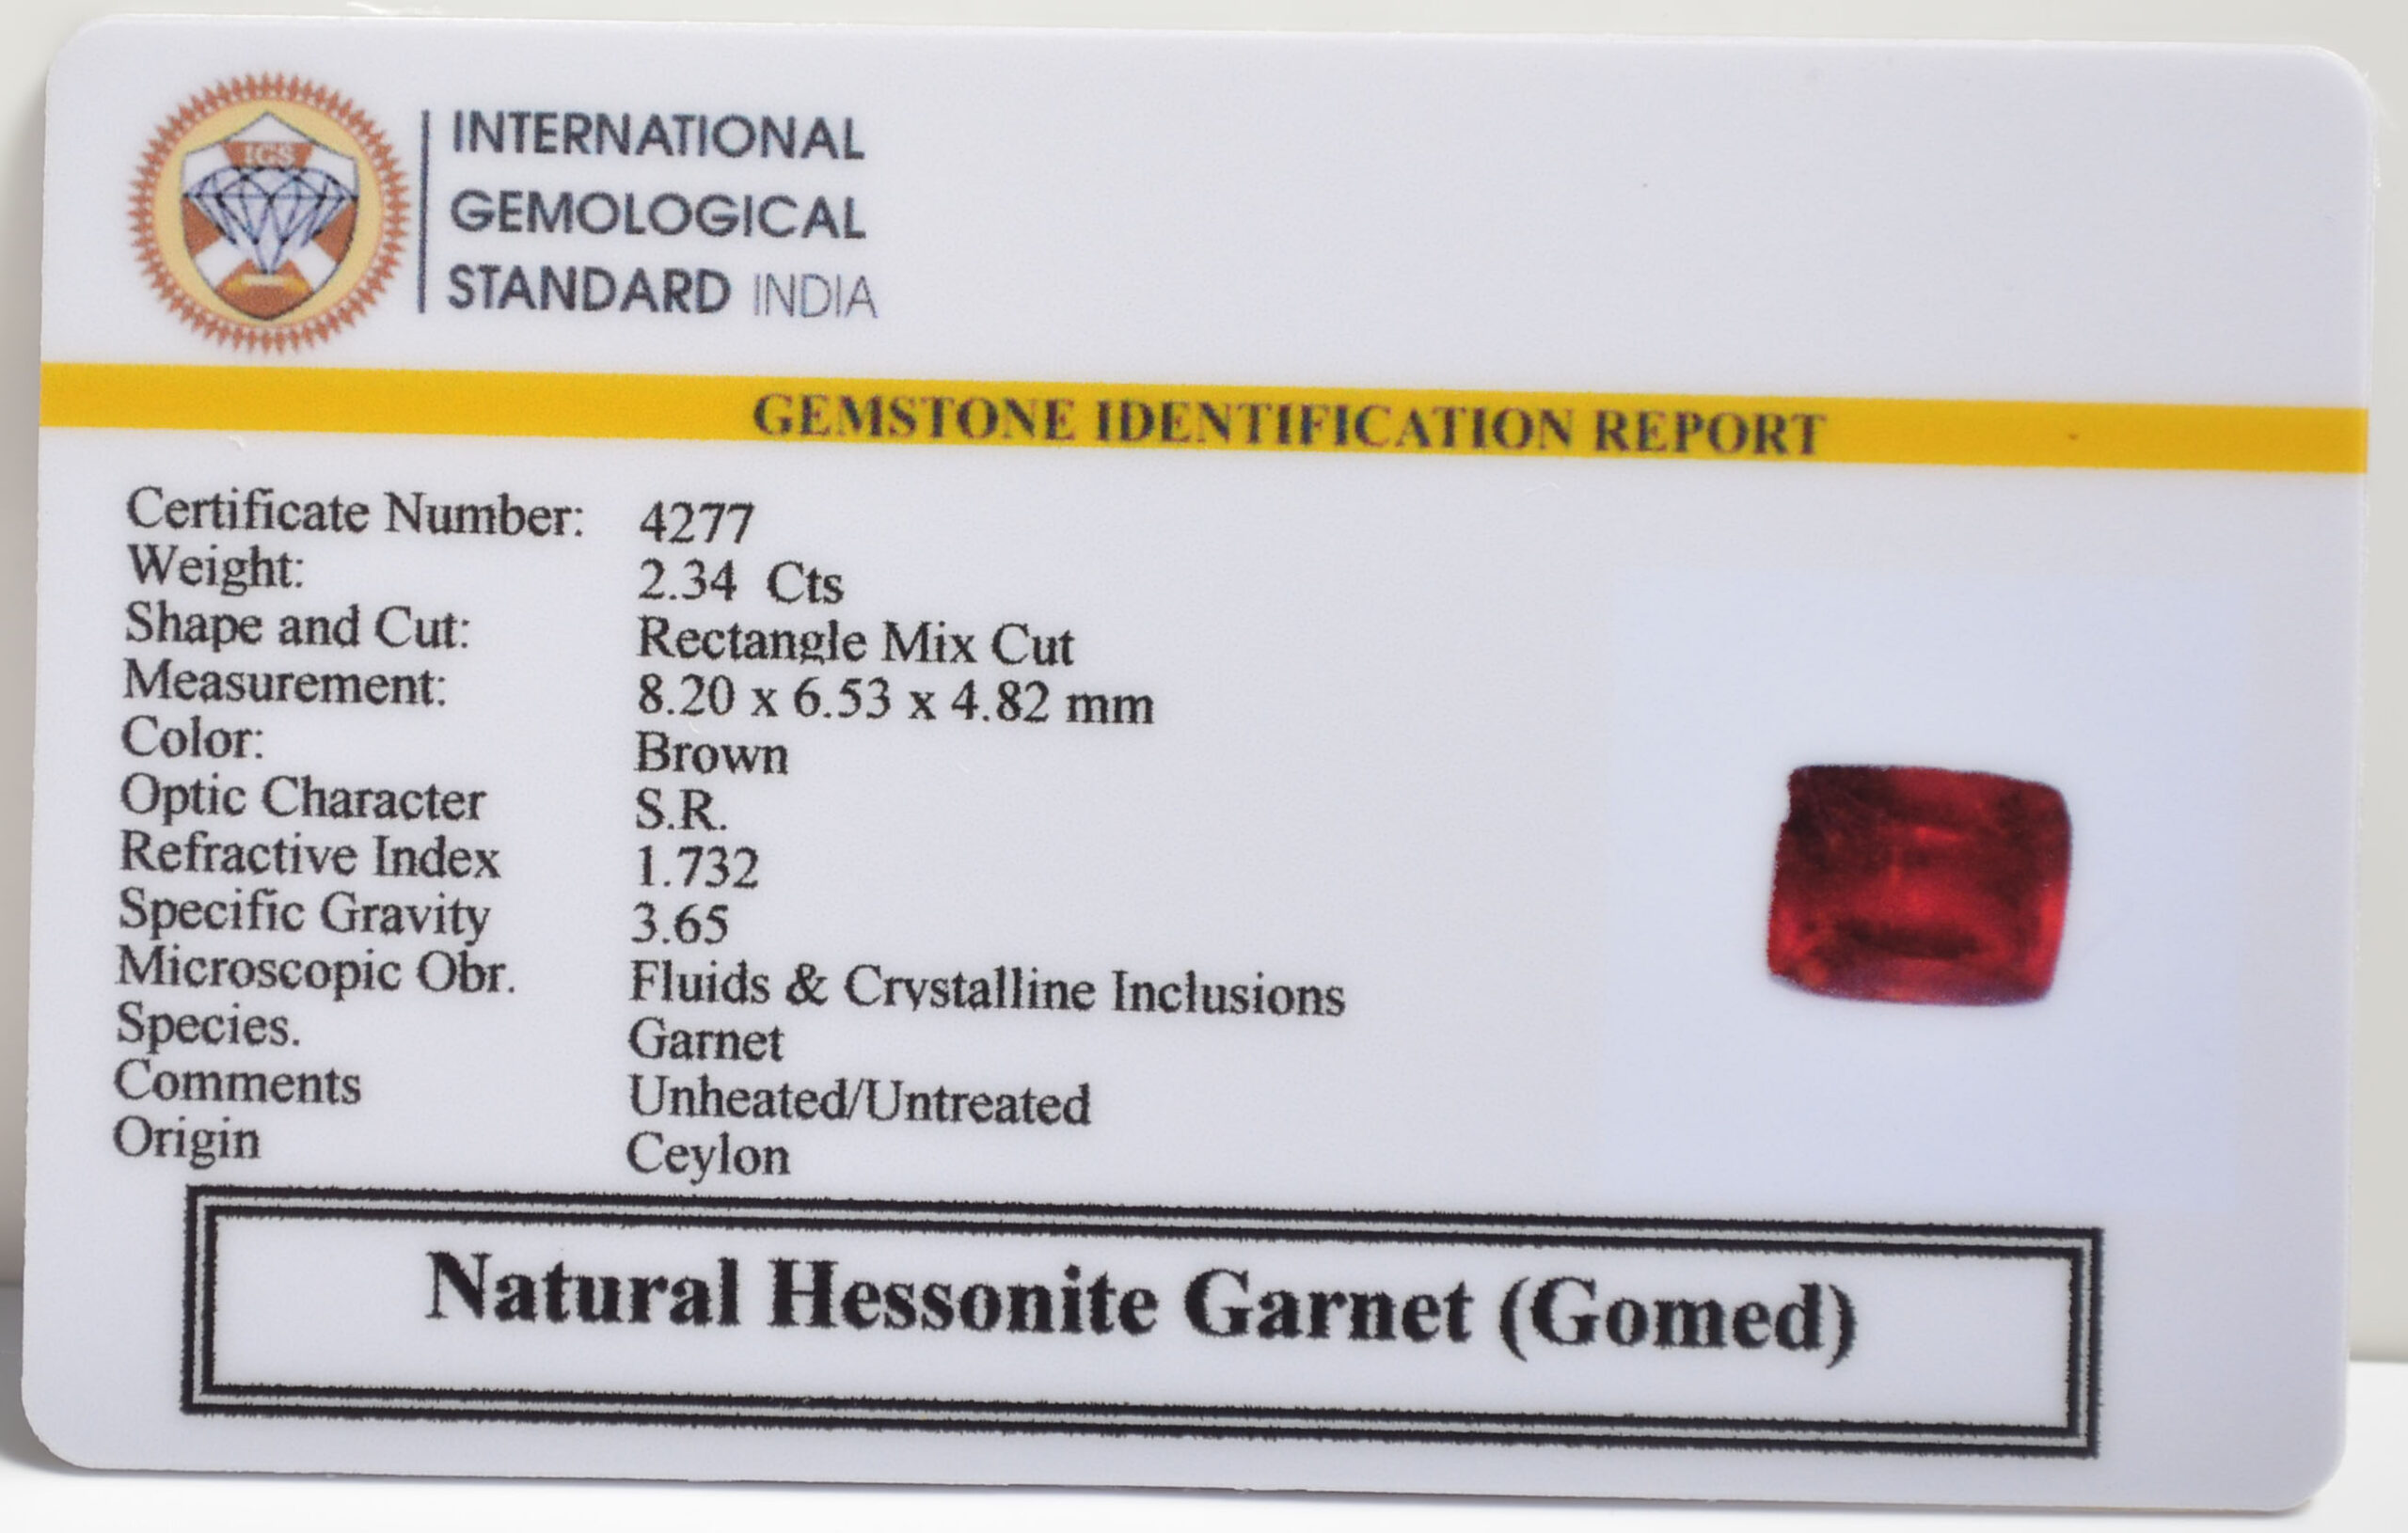 IGS
INTERNATIONAL
GEMOLOGICAL
STANDARD INDIA
GEMSTONE IDENTIFICATION REPORT
Certificate Number: 4277
Weight: 2.34 Cts
Shape and Cut: Rectangle Mix Cut
Measurement: 8.20 x 6.53 x 4.82 mm
Color: Brown
Optic Character S.R.
Refractive Index 1.732
Specific Gravity 3.65
Microscopic Obr. Fluids & Crystalline Inclusions
Species. Garnet
Comments Unheated/Untreated
Origin Ceylon
Natural Hessonite Garnet (Gomed)